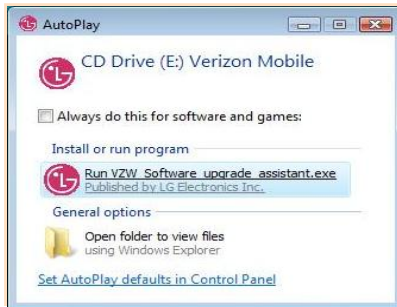 AutoPlay
CD Drive (E:) Verizon Mobile
Always do this for software and games:
Install or run program
Run VZW_Software_upgrade_assistant.exe
Published by LG Electronics Inc.
General options
Open folder to view files
using Windows Explorer
Set AutoPlay defaults in Control Panel